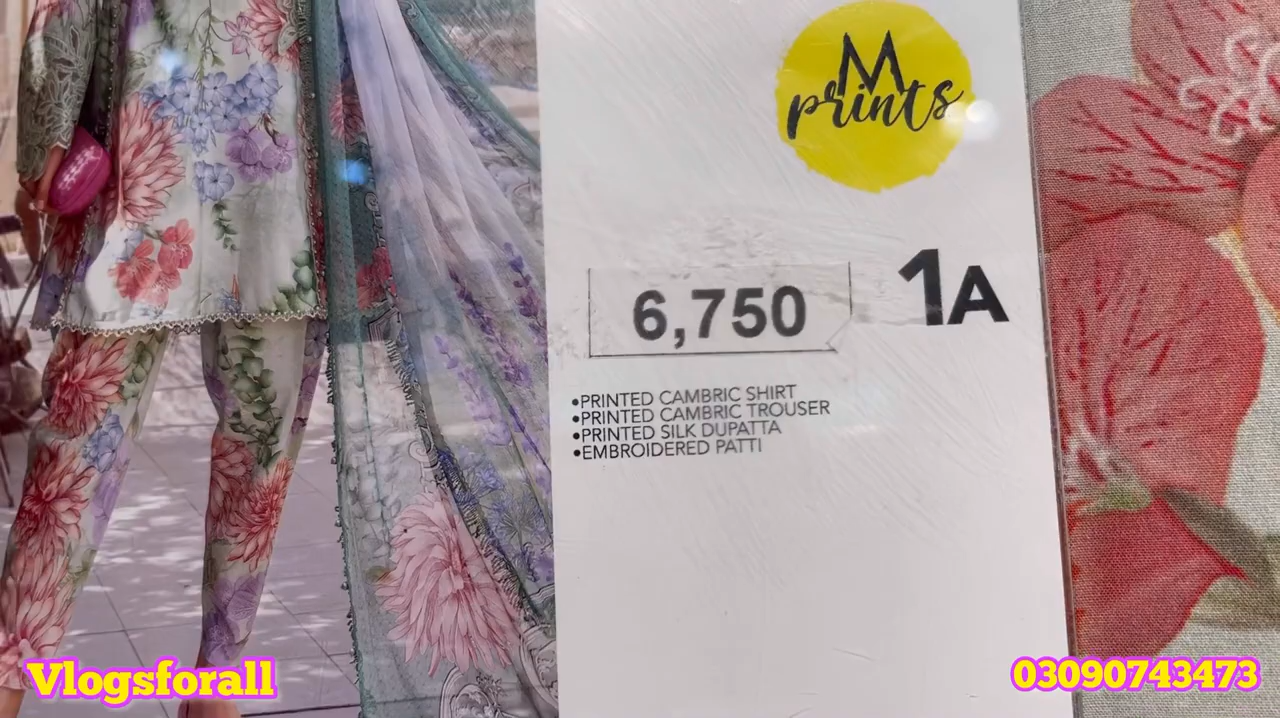 M
prints
6,750
1A
•PRINTED CAMBRIC SHIRT
•PRINTED CAMBRIC TROUSER
•PRINTED SILK DUPATTA
•EMBROIDERED PATTI
Vlogsforall
03090743473